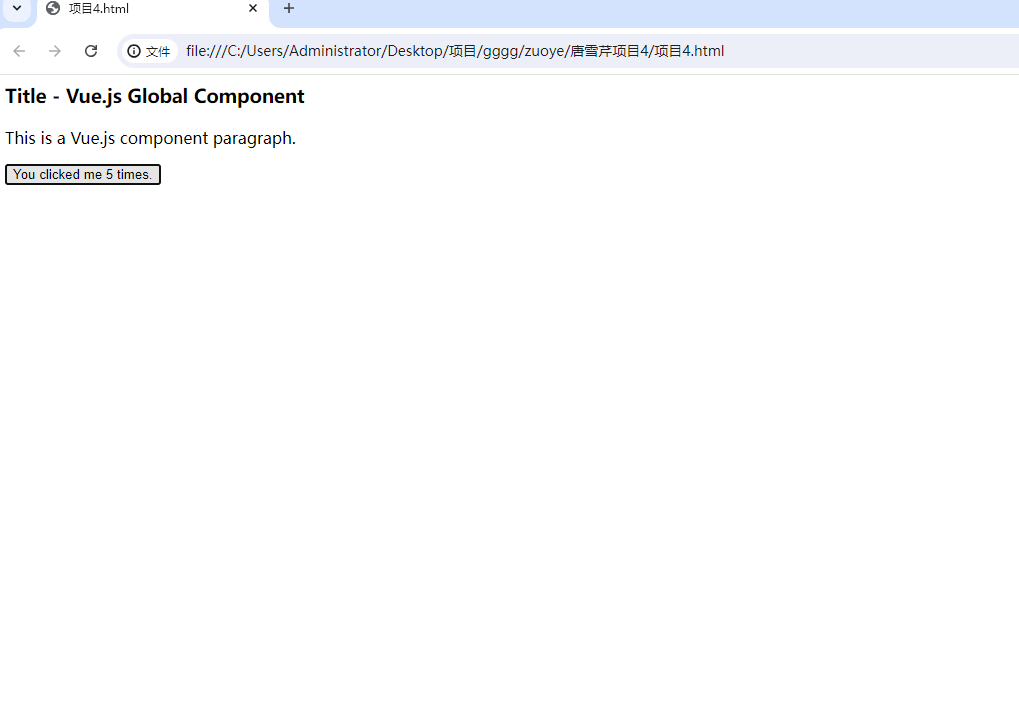 项目4.html
文件 file:///C:/Users/Administrator/Desktop/项目/gggg/zuoye/唐雪芹项目4/项目4.html
Title - Vue.js Global Component
This is a Vue.js component paragraph.
You clicked me 5 times.